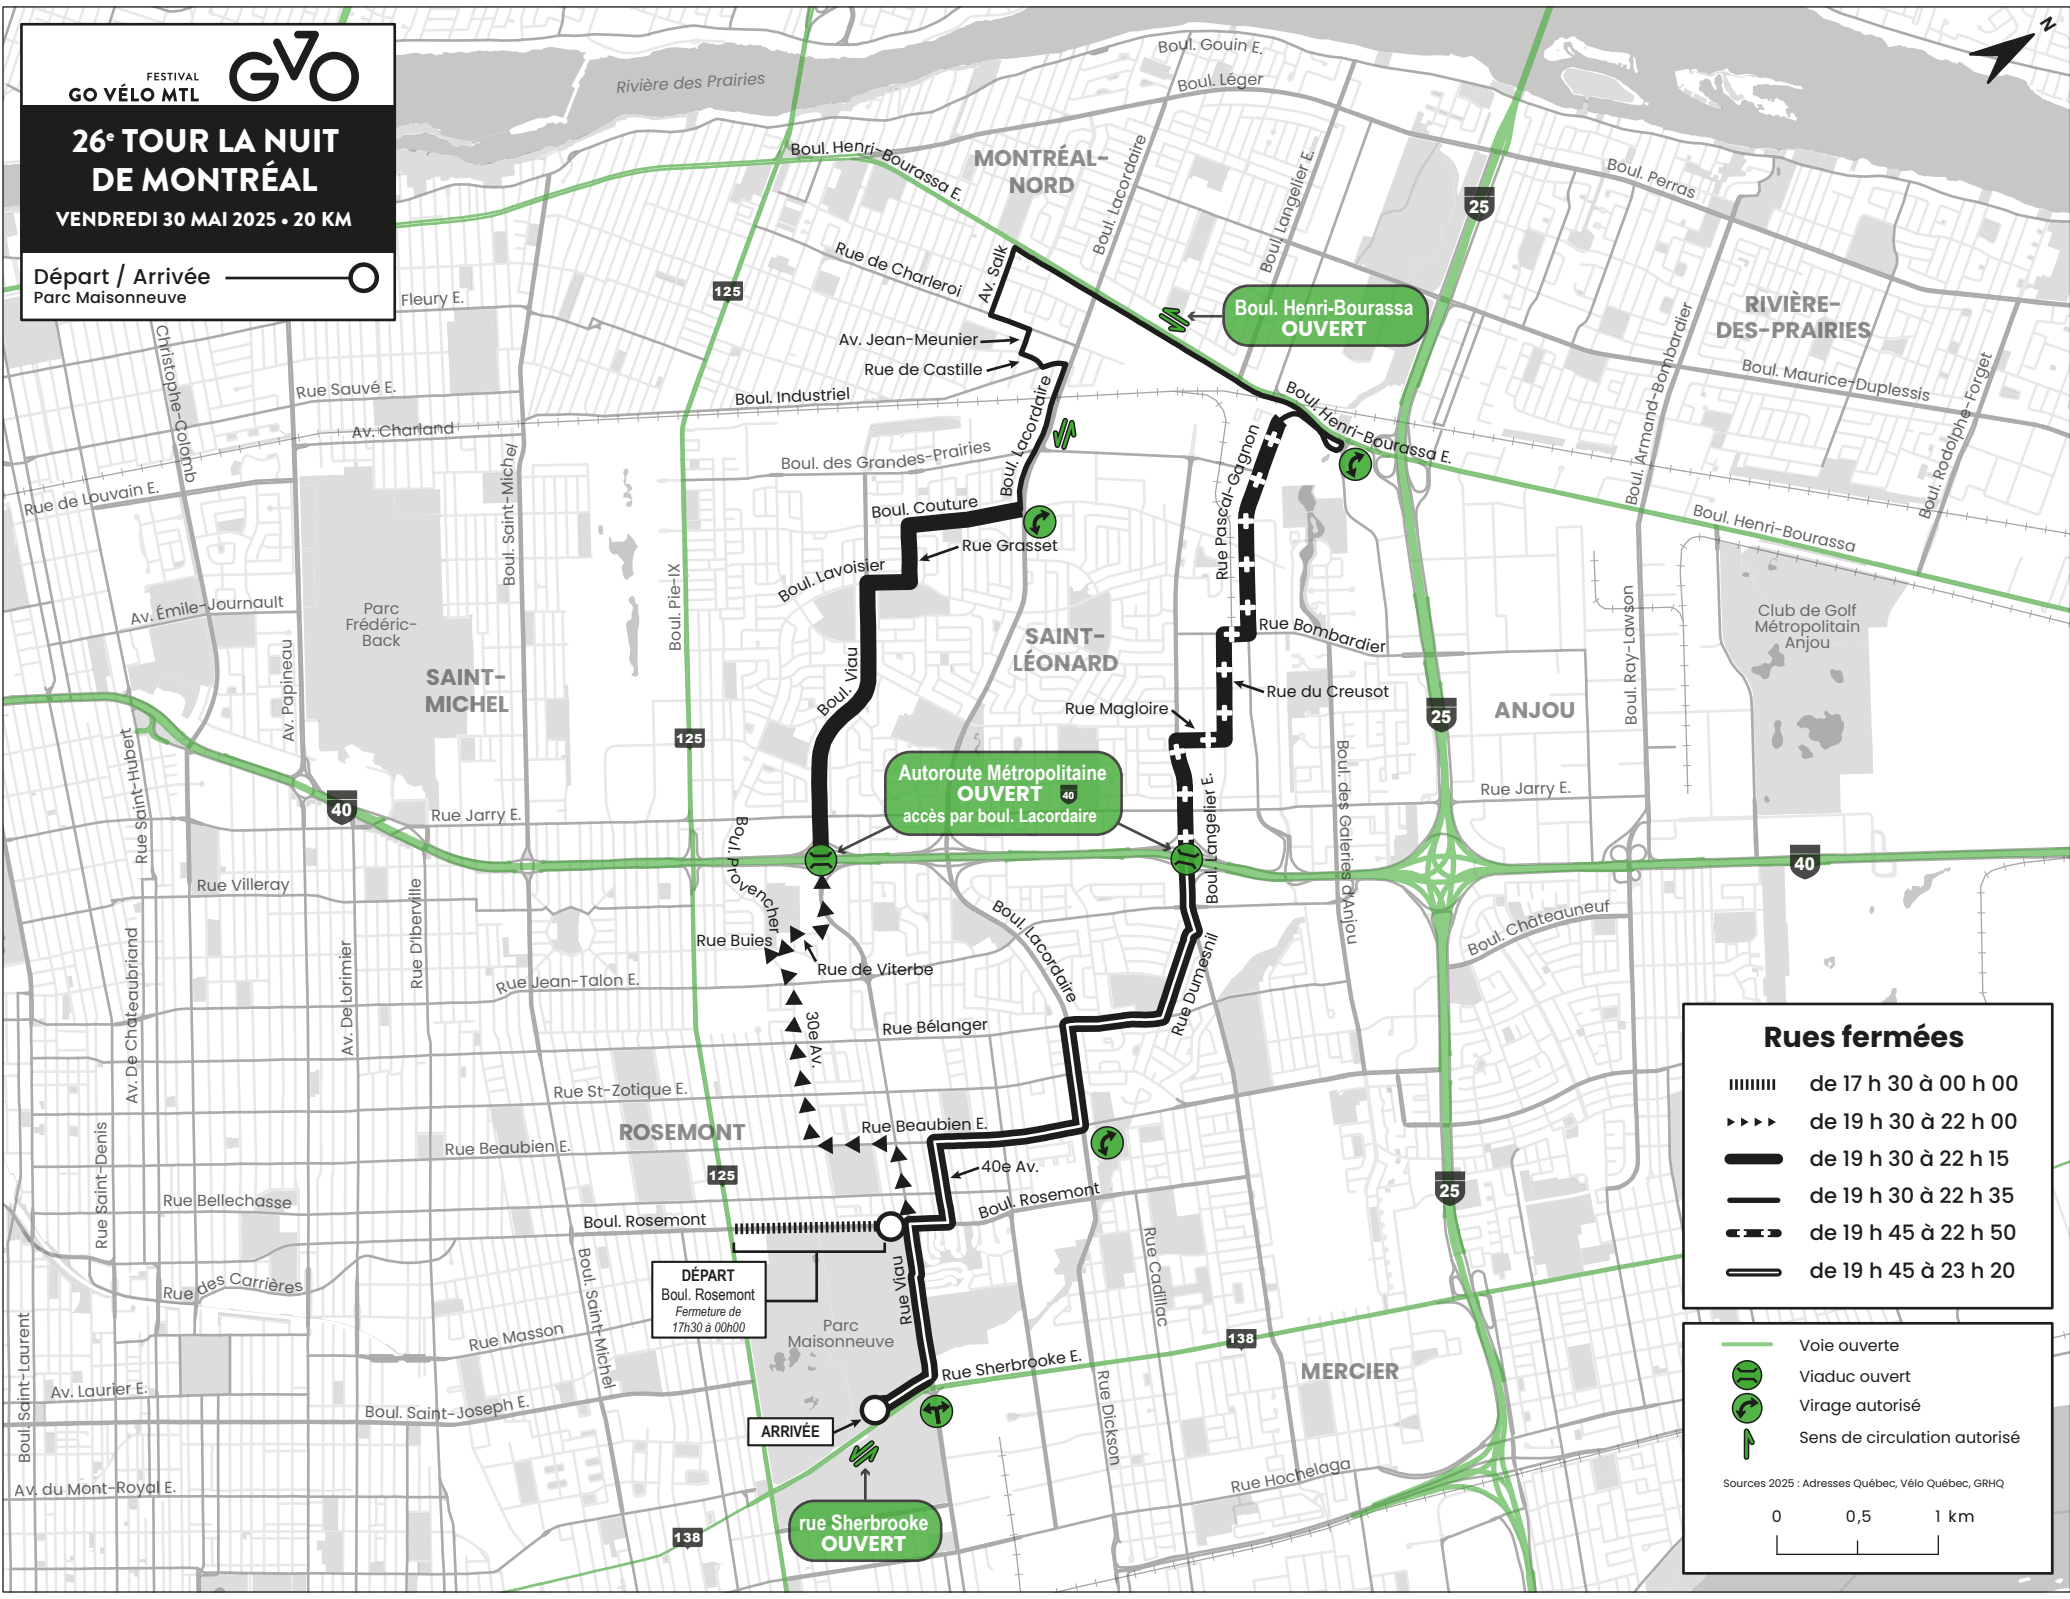 FESTIVAL
GO VÉLO MTL
GVO
26e TOUR LA NUIT
DE MONTRÉAL
VENDREDI 30 MAI 2025 • 20 KM
Départ / Arrivée
Parc Maisonneuve
N
Rivière des Prairies
Boul. Gouin E.
Boul. Léger
Boul. Henri-Bourassa E.
MONTRÉAL-
NORD
Boul. Lacordaire
Boul. Langelier E.
25
Boul. Perras
Rue de Charleroi
Av. Salk
125
Fleury E.
Boul. Henri-Bourassa
OUVERT
RIVIÈRE-
DES-PRAIRIES
Av. Jean-Meunier
Rue de Castille
Boul. Armand-Bombardier
Boul. Maurice-Duplessis
Boul. Rodolphe-Forget
Christophe-Colomb
Rue Sauvé E.
Boul. Industriel
Av. Charland
Boul. Lacordaire
Boul. Henri-Bourassa E.
Boul. des Grandes-Prairies
Boul. Saint-Michel
Rue de Louvain E.
Boul. Couture
Rue Pascal-Gagnon
Boul. Henri-Bourassa
Rue Grasset
Boul. Lavoisier
Boul. Pie-IX
Av. Émile-Journault
Parc
Frédéric-
Back
SAINT-
MICHEL
Av. Papineau
SAINT-
LÉONARD
Rue Bombardier
Boul. Ray-Lawson
Club de Golf
Métropolitain
Anjou
Boul. Viau
Rue du Creusot
Rue Magloire
25
ANJOU
125
Rue Saint-Hubert
Autoroute Métropolitaine
OUVERT 40
accès par boul. Lacordaire
Boul. des Galeries d'Anjou
Rue Jarry E.
40
Rue Jarry E.
Boul. Provencher
Boul. Langelier E.
40
Rue Villeray
Rue D'Iberville
Boul. Lacordaire
Boul. Châteauneuf
Rue Buies
Rue de Viterbe
Rue Dumesnil
Av. De Chateaubriand
Av. De Lorimier
Rue Jean-Talon E.
30e Av.
Rue Bélanger
Rue St-Zotique E.
Rue Beaubien E.
ROSEMONT
Rue Beaubien E.
Rue Saint-Denis
125
40e Av.
25
Rue Bellechasse
Boul. Rosemont
Boul. Rosemont
Rue Cadillac
DÉPART
Boul. Rosemont
Fermeture de
17h30 à 00h00
Rue Viau
Boul. Saint-Michel
Rue des Carrières
Rue Masson
Parc
Maisonneuve
138
Rue Sherbrooke E.
MERCIER
Boul. Saint-Laurent
Av. Laurier E.
Boul. Saint-Joseph E.
ARRIVÉE
Rue Dickson
Av. du Mont-Royal E.
Rue Hochelaga
rue Sherbrooke
OUVERT
138
Rues fermées
de 17 h 30 à 00 h 00
de 19 h 30 à 22 h 00
de 19 h 30 à 22 h 15
de 19 h 30 à 22 h 35
de 19 h 45 à 22 h 50
de 19 h 45 à 23 h 20
Voie ouverte
Viaduc ouvert
Virage autorisé
Sens de circulation autorisé
Sources 2025 : Adresses Québec, Vélo Québec, GRHQ
0 0,5 1 km